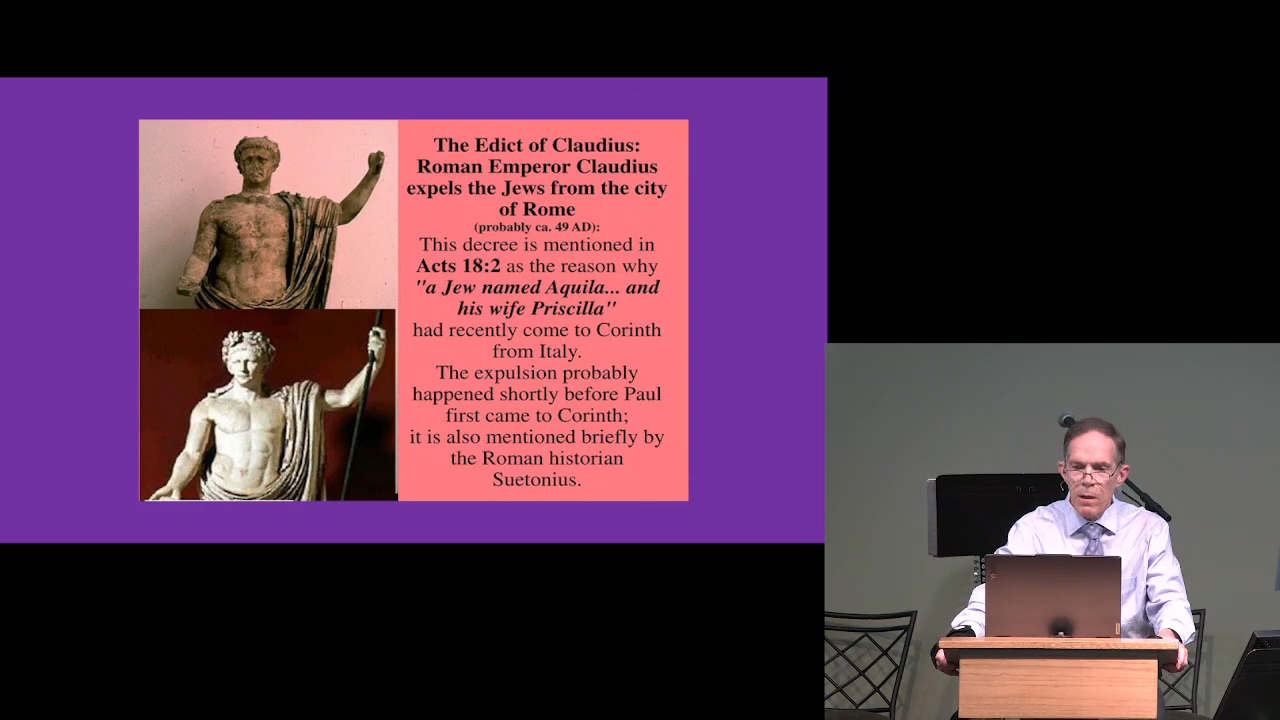 The Edict of Claudius:
Roman Emperor Claudius
expels the Jews from the city
of Rome
(probably ca. 49 AD):
This decree is mentioned in
Acts 18:2 as the reason why
"a Jew named Aquila... and
his wife Priscilla"
had recently come to Corinth
from Italy.
The expulsion probably
happened shortly before Paul
first came to Corinth;
it is also mentioned briefly by
the Roman historian
Suetonius.